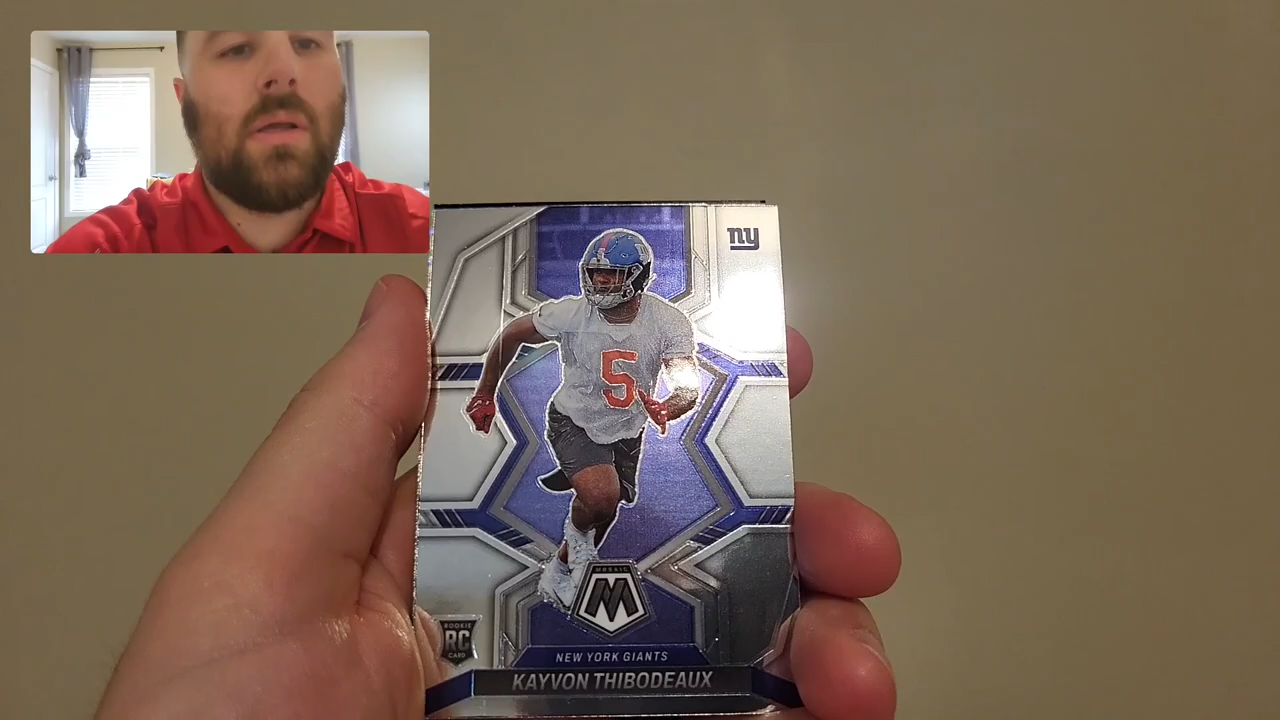 ny
5
MOSAIC
M
ROOKIE
RC
CARD
NEW YORK GIANTS
KAYVON THIBODEAUX